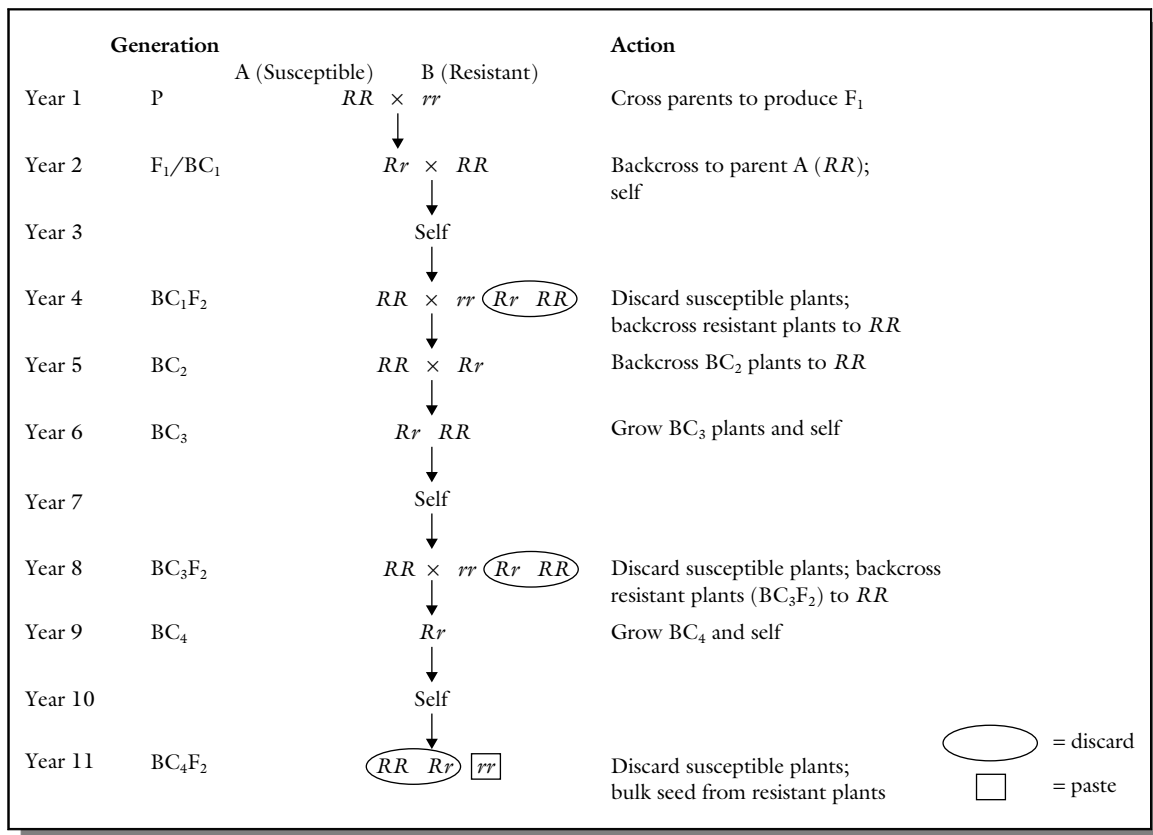 Generation Action
A (Susceptible) B (Resistant)
Year 1 P RR × rr Cross parents to produce F₁
Year 2 F₁/BC₁ Rr × RR Backcross to parent A (RR);
self
Year 3 Self
Year 4 BC₁F₂ RR × rr Rr RR Discard susceptible plants;
backcross resistant plants to RR
Year 5 BC₂ RR × Rr Backcross BC₂ plants to RR
Year 6 BC₃ Rr RR Grow BC₃ plants and self
Year 7 Self
Year 8 BC₃F₂ RR × rr Rr RR Discard susceptible plants; backcross
resistant plants (BC₃F₂) to RR
Year 9 BC₄ Rr Grow BC₄ and self
Year 10 Self
= discard
Year 11 BC₄F₂ RR Rr rr Discard susceptible plants;
bulk seed from resistant plants = paste